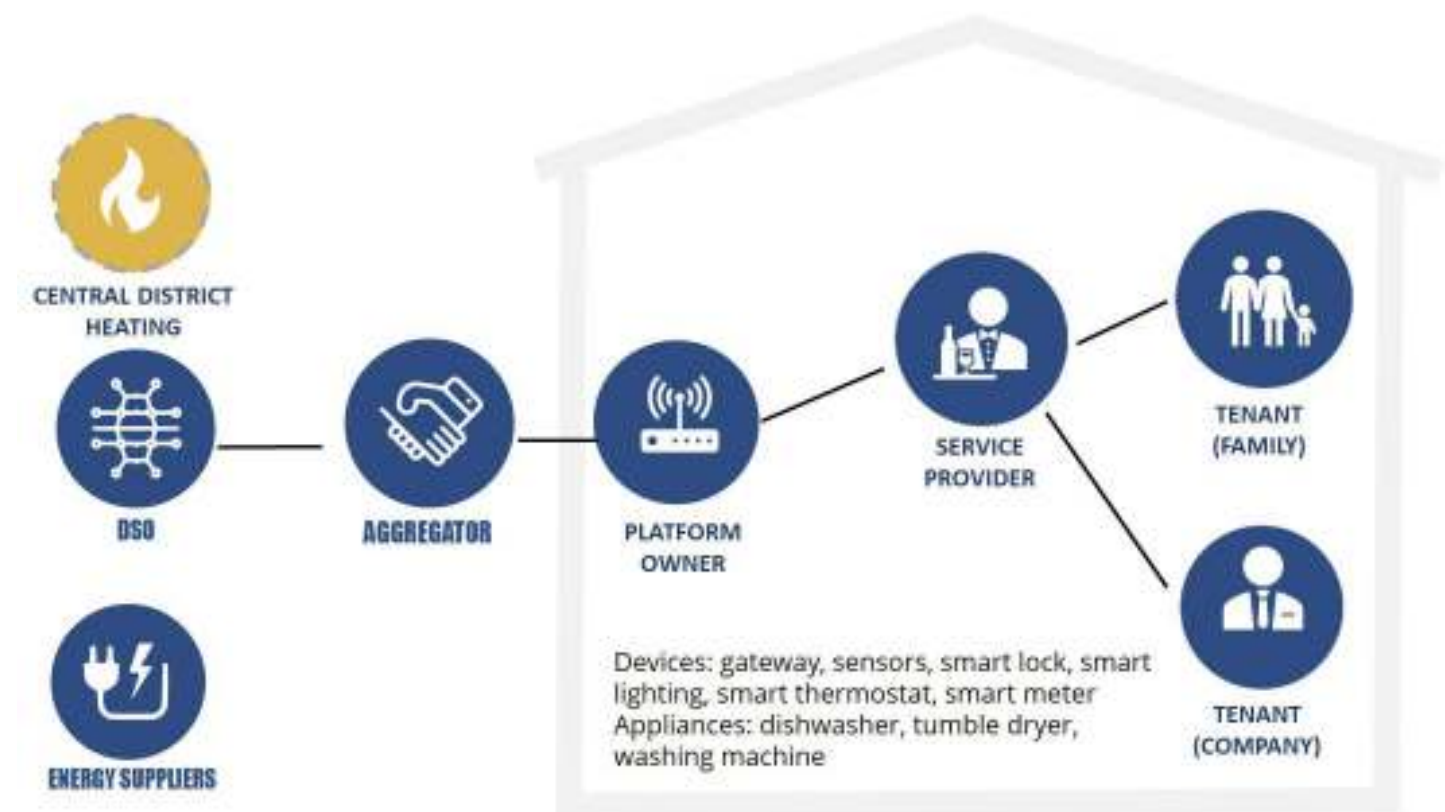 CENTRAL DISTRICT
HEATING
DSO
AGGREGATOR
PLATFORM
OWNER
SERVICE
PROVIDER
TENANT
(FAMILY)
TENANT
(COMPANY)
ENERGY SUPPLIERS
Devices: gateway, sensors, smart lock, smart
lighting, smart thermostat, smart meter
Appliances: dishwasher, tumble dryer,
washing machine